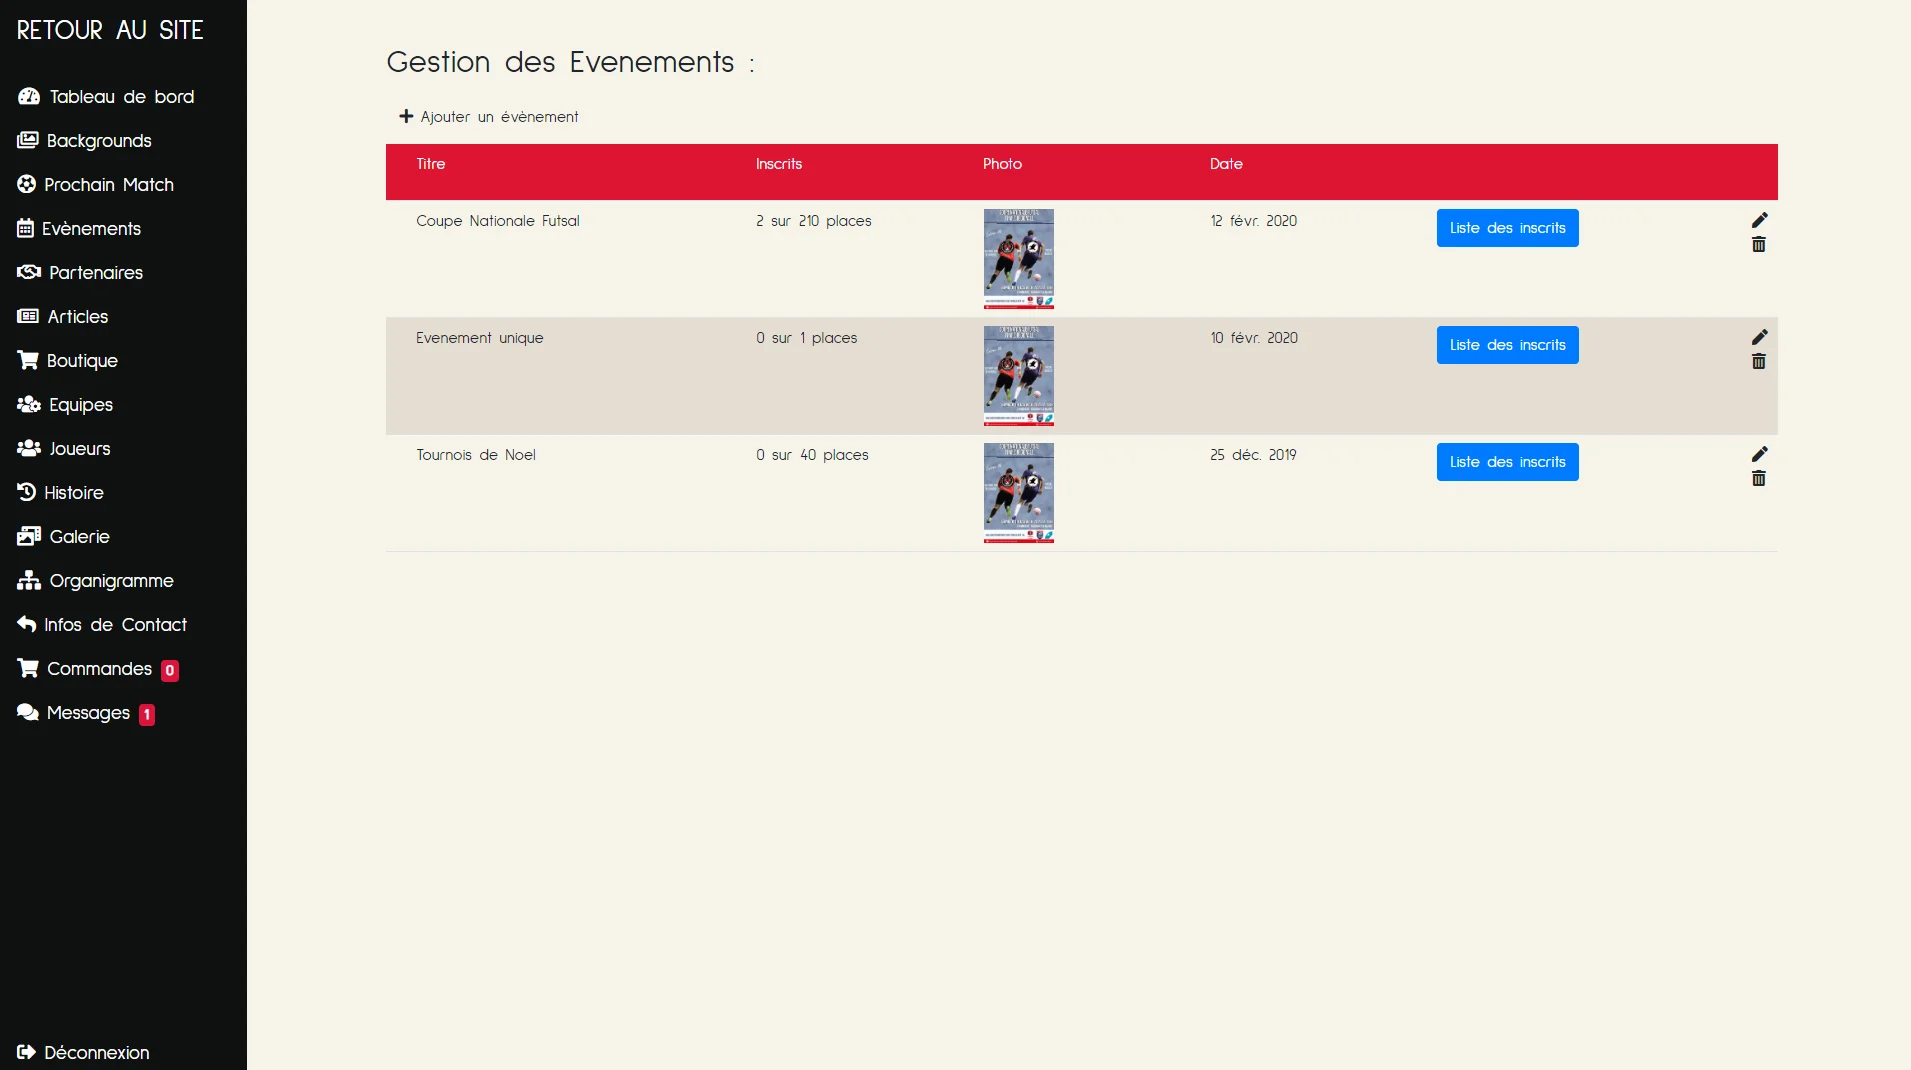 RETOUR AU SITE
Tableau de bord
Backgrounds
Prochain Match
Evènements
Partenaires
Articles
Boutique
Equipes
Joueurs
Histoire
Galerie
Organigramme
Infos de Contact
Commandes 0
Messages 1
Déconnexion
Gestion des Evenements :
Ajouter un évènement
Titre Inscrits Photo Date
Coupe Nationale Futsal 2 sur 210 places 12 févr. 2020 Liste des inscrits
Evenement unique 0 sur 1 places 10 févr. 2020 Liste des inscrits
Tournois de Noel 0 sur 40 places 25 déc. 2019 Liste des inscrits